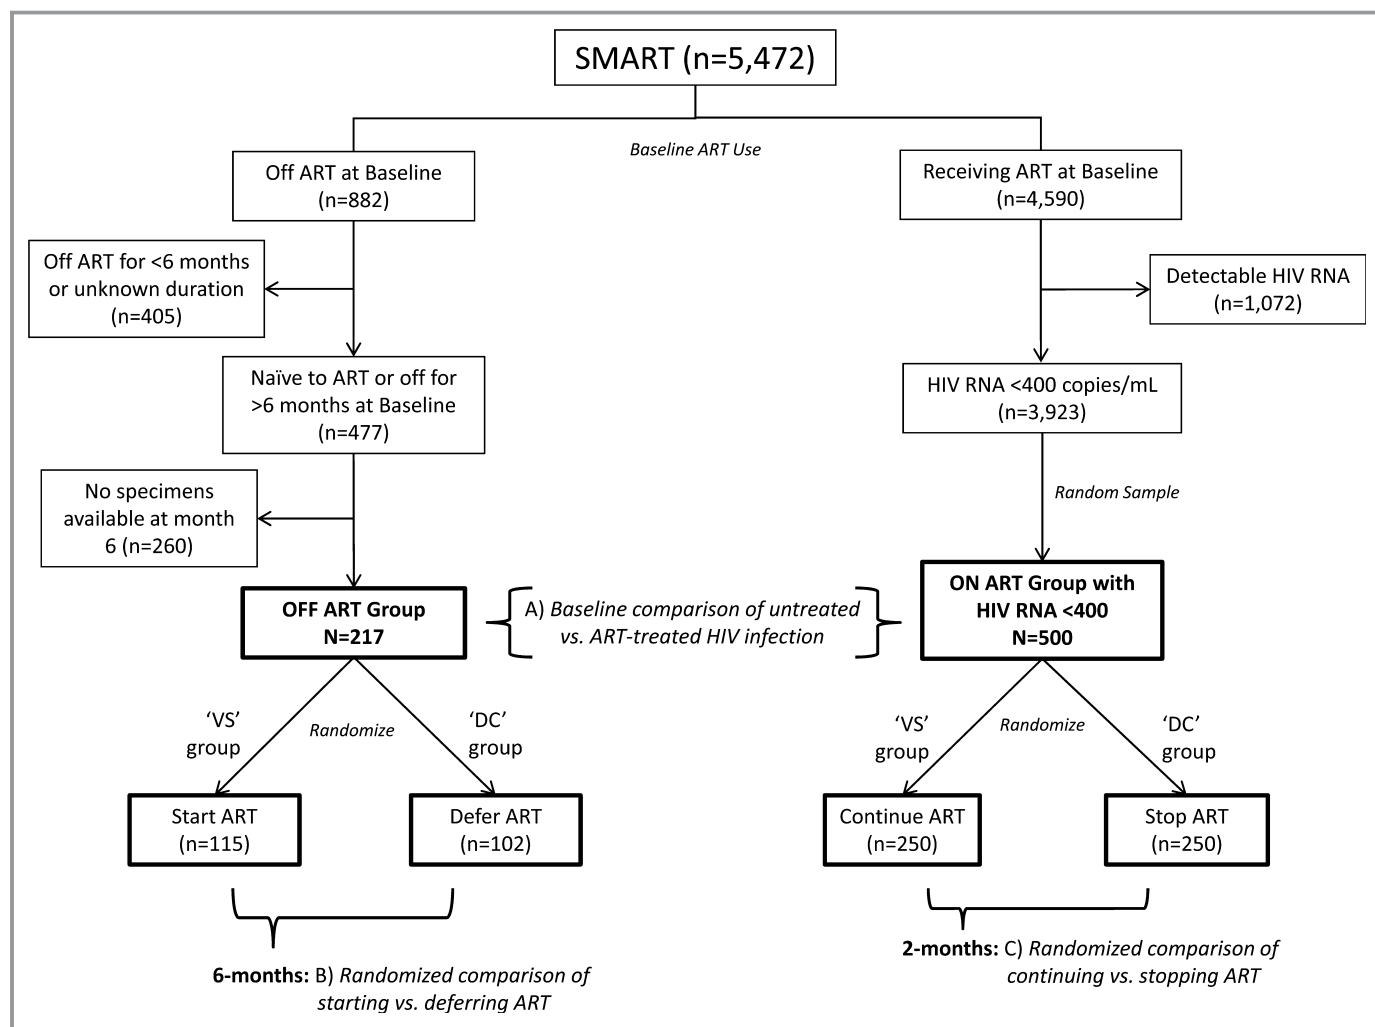 SMART (n=5,472)
Baseline ART Use
Off ART at Baseline
(n=882)
Receiving ART at Baseline
(n=4,590)
Off ART for <6 months
or unknown duration
(n=405)
Detectable HIV RNA
(n=1,072)
Naïve to ART or off for
>6 months at Baseline
(n=477)
HIV RNA <400 copies/mL
(n=3,923)
No specimens
available at month
6 (n=260)
Random Sample
OFF ART Group
N=217
A) Baseline comparison of untreated
vs. ART-treated HIV infection
ON ART Group with
HIV RNA <400
N=500
‘VS’
group
Randomize
‘DC’
group
‘VS’
group
Randomize
‘DC’
group
Start ART
(n=115)
Defer ART
(n=102)
Continue ART
(n=250)
Stop ART
(n=250)
6-months: B) Randomized comparison of
starting vs. deferring ART
2-months: C) Randomized comparison of
continuing vs. stopping ART